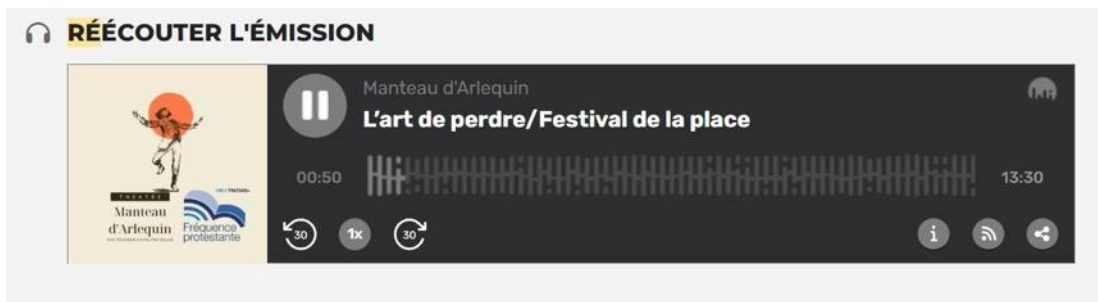 RÉÉCOUTER L'ÉMISSION
Manteau d'Arlequin
L’art de perdre/Festival de la place
00:50
13:30
30
1x
30
i
THEATRE
Manteau
d'Arlequin
Fréquence
protestante